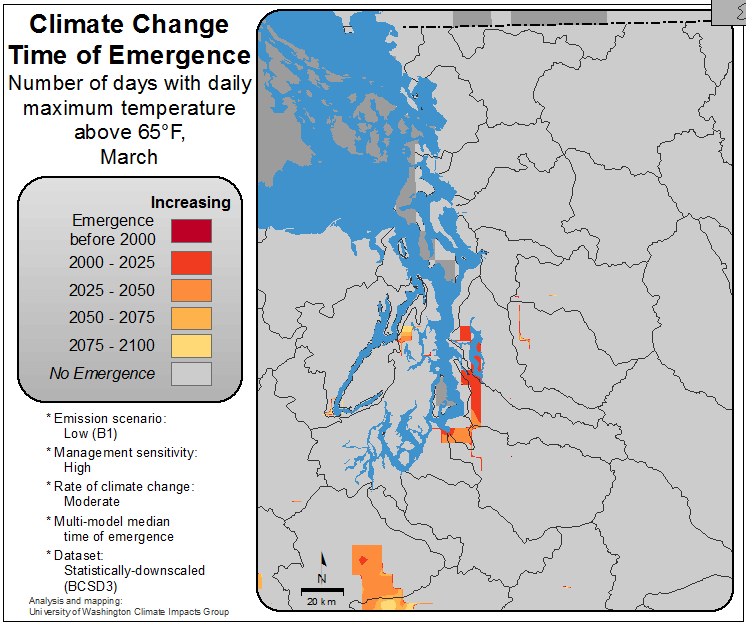 Climate Change
Time of Emergence
Number of days with daily
maximum temperature
above 65°F,
March
Increasing
Emergence
before 2000
2000 - 2025
2025 - 2050
2050 - 2075
2075 - 2100
No Emergence
* Emission scenario:
Low (B1)
* Management sensitivity:
High
* Rate of climate change:
Moderate
* Multi-model median
time of emergence
* Dataset:
Statistically-downscaled
(BCSD3)
Analysis and mapping:
University of Washington Climate Impacts Group
N
20 km